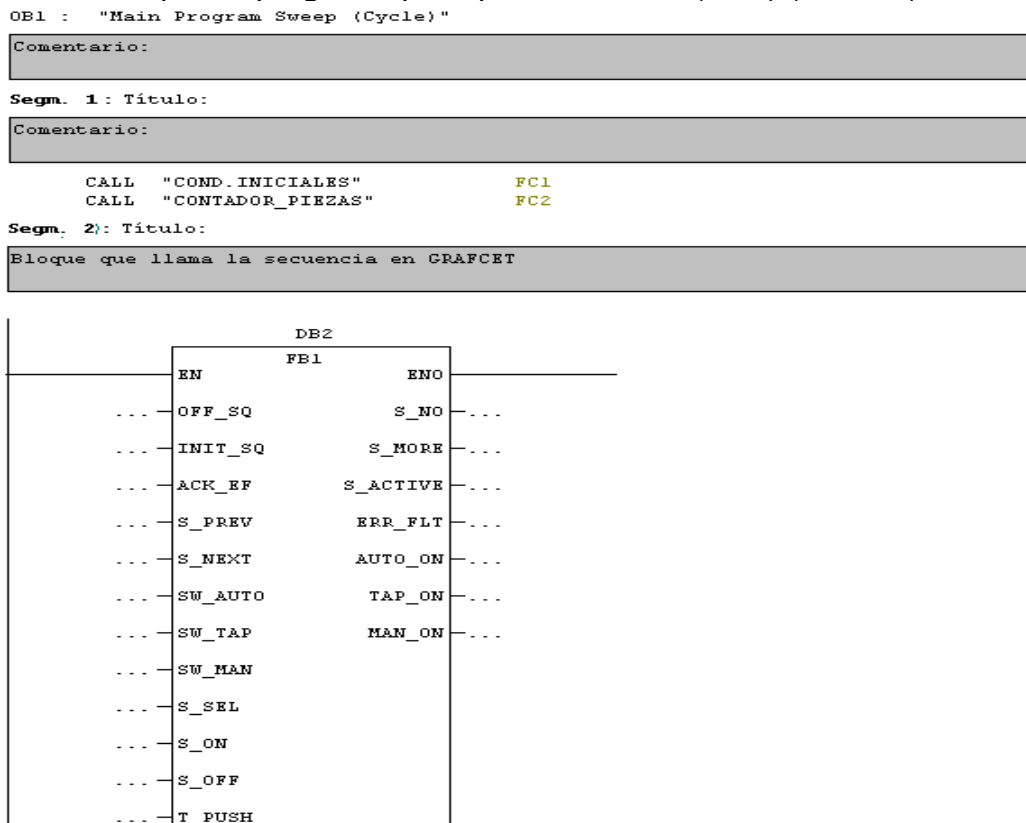 OB1 : "Main Program Sweep (Cycle)"
Comentario:
Segm. 1: Título:
Comentario:
CALL "COND.INICIALES" FC1
CALL "CONTADOR_PIEZAS" FC2
Segm. 2: Título:
Bloque que llama la secuencia en GRAFCET
DB2
FB1
EN ENO
... OFF_SQ S_NO ...
... INIT_SQ S_MORE ...
... ACK_EF S_ACTIVE ...
... S_PREV ERR_FLT ...
... S_NEXT AUTO_ON ...
... SW_AUTO TAP_ON ...
... SW_TAP MAN_ON ...
... SW_MAN
... S_SEL
... S_ON
... S_OFF
... T_PUSH